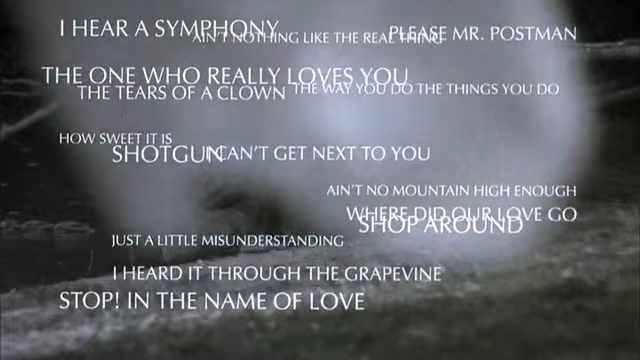 I HEAR A SYMPHONY
AIN'T NOTHING LIKE THE REAL THING
PLEASE MR. POSTMAN
THE ONE WHO REALLY LOVES YOU
THE TEARS OF A CLOWN
THE WAY YOU DO THE THINGS YOU DO
HOW SWEET IT IS
SHOTGUN
I CAN'T GET NEXT TO YOU
AIN'T NO MOUNTAIN HIGH ENOUGH
WHERE DID OUR LOVE GO
SHOP AROUND
JUST A LITTLE MISUNDERSTANDING
I HEARD IT THROUGH THE GRAPEVINE
STOP! IN THE NAME OF LOVE